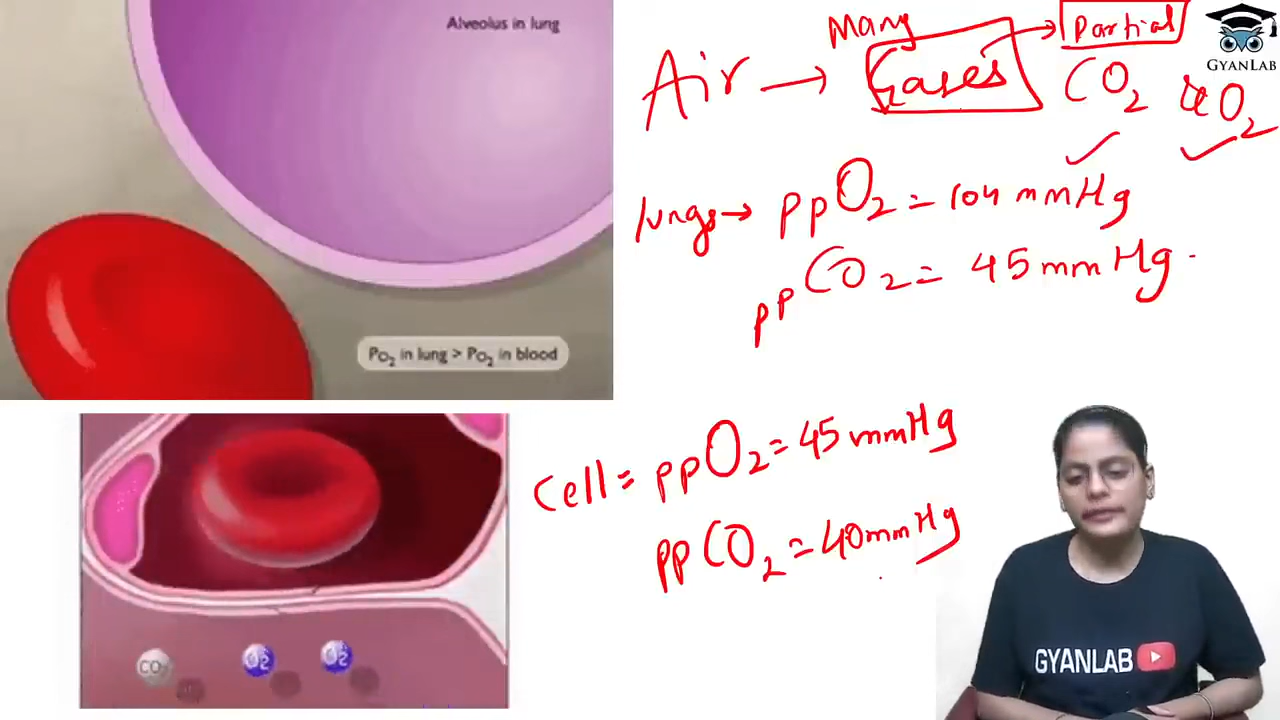 Alveolus in lung
PO2 in lung > PO2 in blood
CO2 O2 O2
Many
Air → Gases → Partial
CO2 O2
lungs → ppO2 = 104 mmHg
ppCO2 = 45 mmHg
Cell = ppO2 = 45 mmHg
ppCO2 = 40 mmHg
GYANLAB
GYANLAB